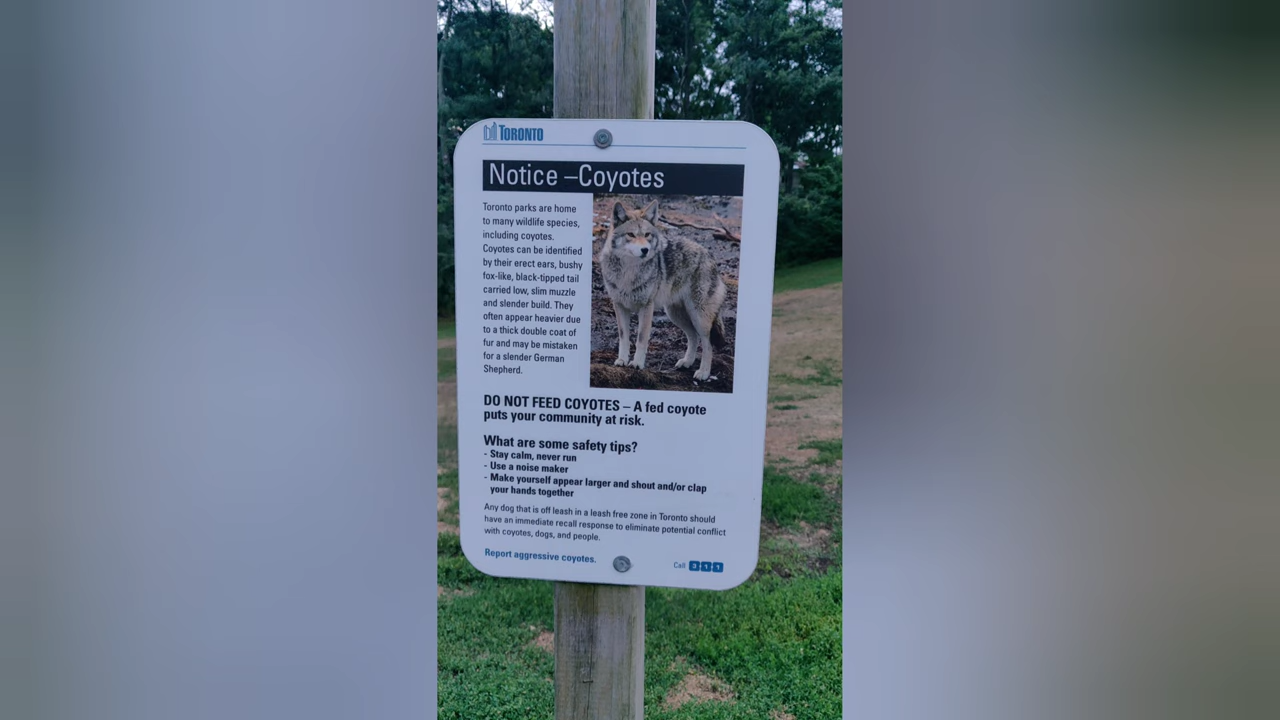 TORONTO
Notice –Coyotes
Toronto parks are home
to many wildlife species,
including coyotes.
Coyotes can be identified
by their erect ears, bushy
fox-like, black-tipped tail
carried low, slim muzzle
and slender build. They
often appear heavier due
to a thick double coat of
fur and may be mistaken
for a slender German
Shepherd.
DO NOT FEED COYOTES – A fed coyote
puts your community at risk.
What are some safety tips?
- Stay calm, never run
- Use a noise maker
- Make yourself appear larger and shout and/or clap
your hands together
Any dog that is off leash in a leash free zone in Toronto should
have an immediate recall response to eliminate potential conflict
with coyotes, dogs, and people.
Report aggressive coyotes.
Call 311